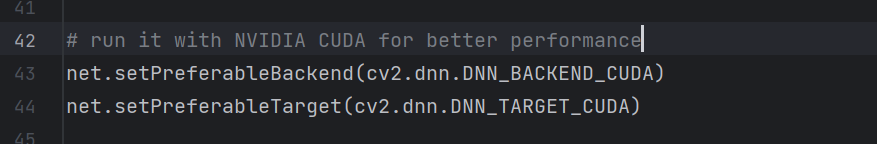 41
42 # run it with NVIDIA CUDA for better performance
43 net.setPreferableBackend(cv2.dnn.DNN_BACKEND_CUDA)
44 net.setPreferableTarget(cv2.dnn.DNN_TARGET_CUDA)
45